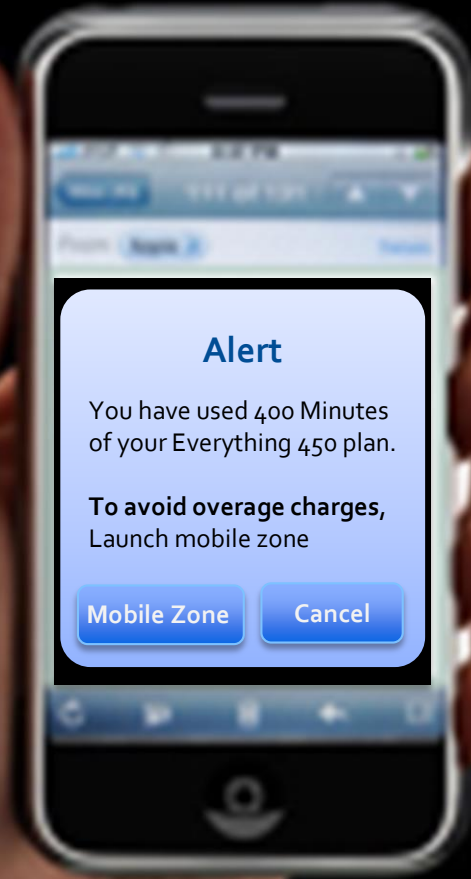 Alert
You have used 400 Minutes
of your Everything 450 plan.
To avoid overage charges,
Launch mobile zone
Mobile Zone
Cancel